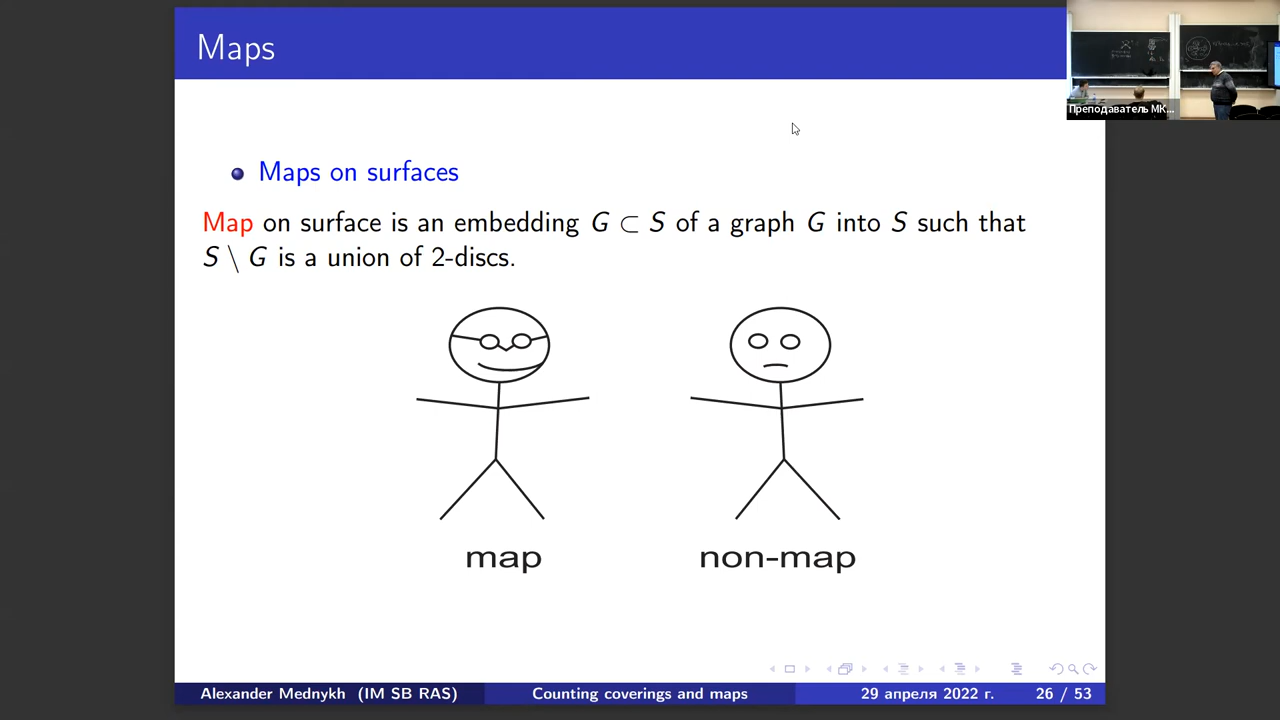 Maps
Преподаватель МК...
Maps on surfaces
Map on surface is an embedding G ⊂ S of a graph G into S such that
S \ G is a union of 2-discs.
map
non-map
Alexander Mednykh (IM SB RAS)
Counting coverings and maps
29 апреля 2022 г.
26 / 53